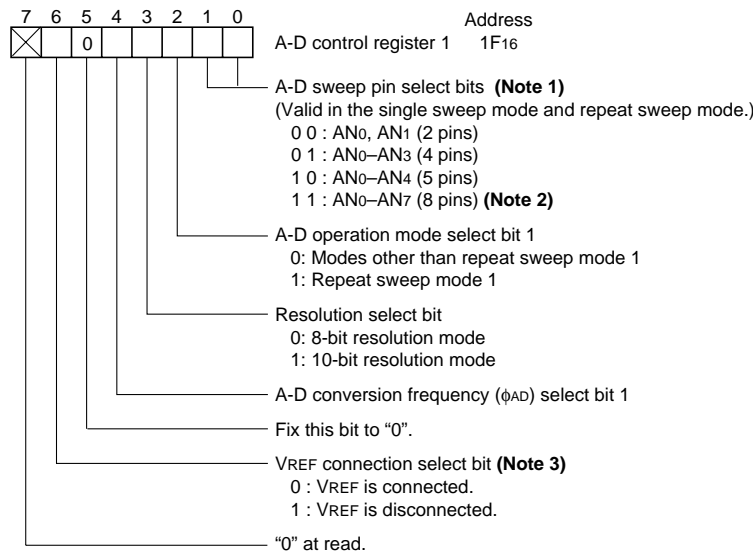 7 6 5 4 3 2 1 0
Address
0
A-D control register 1 1F16
A-D sweep pin select bits (Note 1)
(Valid in the single sweep mode and repeat sweep mode.)
0 0 : AN0, AN1 (2 pins)
0 1 : AN0–AN3 (4 pins)
1 0 : AN0–AN4 (5 pins)
1 1 : AN0–AN7 (8 pins) (Note 2)
A-D operation mode select bit 1
0: Modes other than repeat sweep mode 1
1: Repeat sweep mode 1
Resolution select bit
0: 8-bit resolution mode
1: 10-bit resolution mode
A-D conversion frequency (ϕAD) select bit 1
Fix this bit to “0”.
VREF connection select bit (Note 3)
0 : VREF is connected.
1 : VREF is disconnected.
“0” at read.